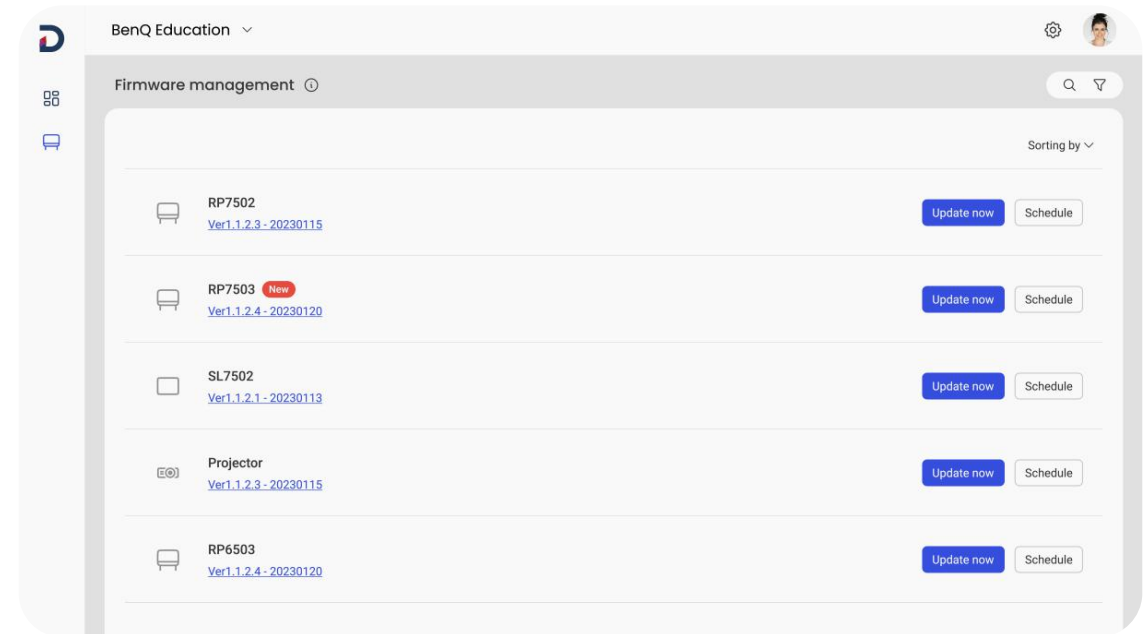 BenQ Education
Firmware management
Sorting by
RP7502
Ver1.1.2.3 - 20230115
Update now
Schedule
RP7503 New
Ver1.1.2.4 - 20230120
Update now
Schedule
SL7502
Ver1.1.2.1 - 20230113
Update now
Schedule
Projector
Ver1.1.2.3 - 20230115
Update now
Schedule
RP6503
Ver1.1.2.4 - 20230120
Update now
Schedule